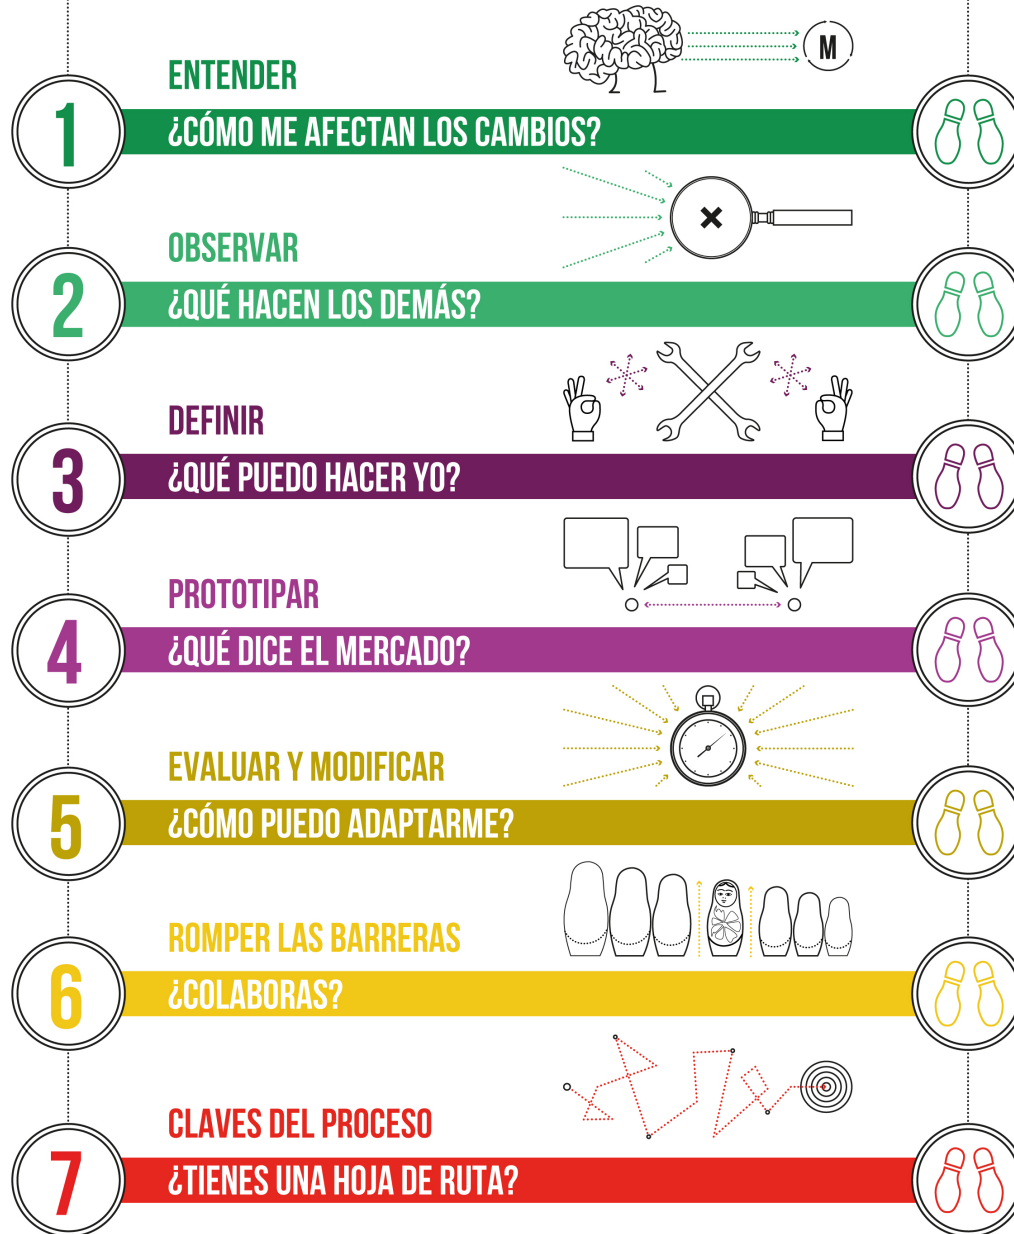 M
ENTENDER
1
¿CÓMO ME AFECTAN LOS CAMBIOS?
OBSERVAR
2
¿QUÉ HACEN LOS DEMÁS?
DEFINIR
3
¿QUÉ PUEDO HACER YO?
PROTOTIPAR
4
¿QUÉ DICE EL MERCADO?
EVALUAR Y MODIFICAR
5
¿CÓMO PUEDO ADAPTARME?
ROMPER LAS BARRERAS
6
¿COLABORAS?
CLAVES DEL PROCESO
7
¿TIENES UNA HOJA DE RUTA?